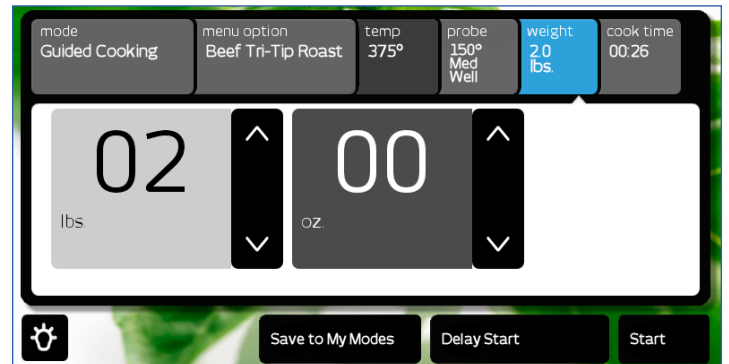 mode
Guided Cooking
menu option
Beef Tri-Tip Roast
temp
375°
probe
150°
Med
Well
weight
2.0
lbs.
cook time
00:26
02
lbs.
00
oz.
Save to My Modes
Delay Start
Start